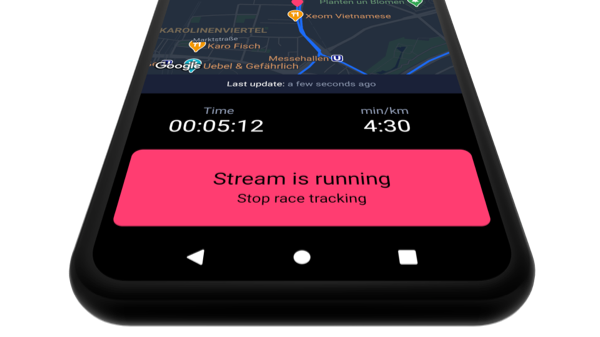 Planten un Blomen
Xeom Vietnamese
KAROLINENVIERTEL
Marktstraße
Karo Fisch
Messehallen U
Google
Uebel & Gefährlich
Last update: a few seconds ago
Time
min/km
00:05:12
4:30
Stream is running
Stop race tracking